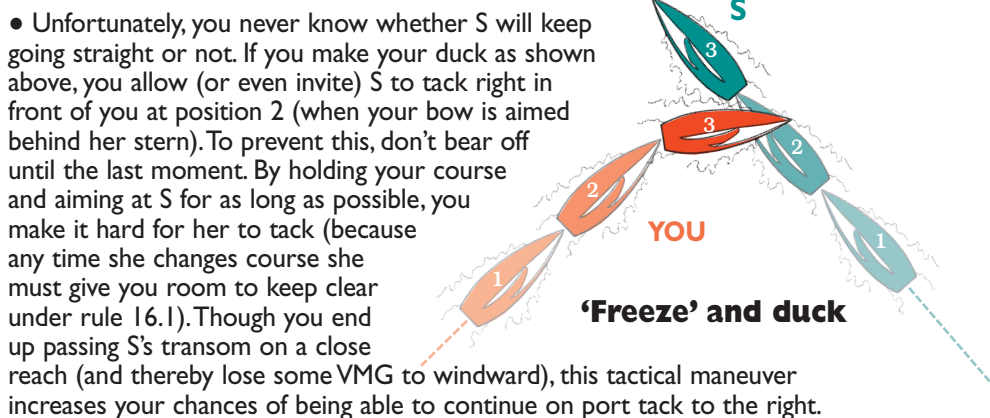 S
• Unfortunately, you never know whether S will keep
going straight or not. If you make your duck as shown
above, you allow (or even invite) S to tack right in
front of you at position 2 (when your bow is aimed
behind her stern). To prevent this, don't bear off
until the last moment. By holding your course
and aiming at S for as long as possible, you
make it hard for her to tack (because
any time she changes course she
must give you room to keep clear
under rule 16.1). Though you end
up passing S's transom on a close
reach (and thereby lose some VMG to windward), this tactical maneuver
increases your chances of being able to continue on port tack to the right.
3
3
2
2
YOU
1
1
‘Freeze’ and duck